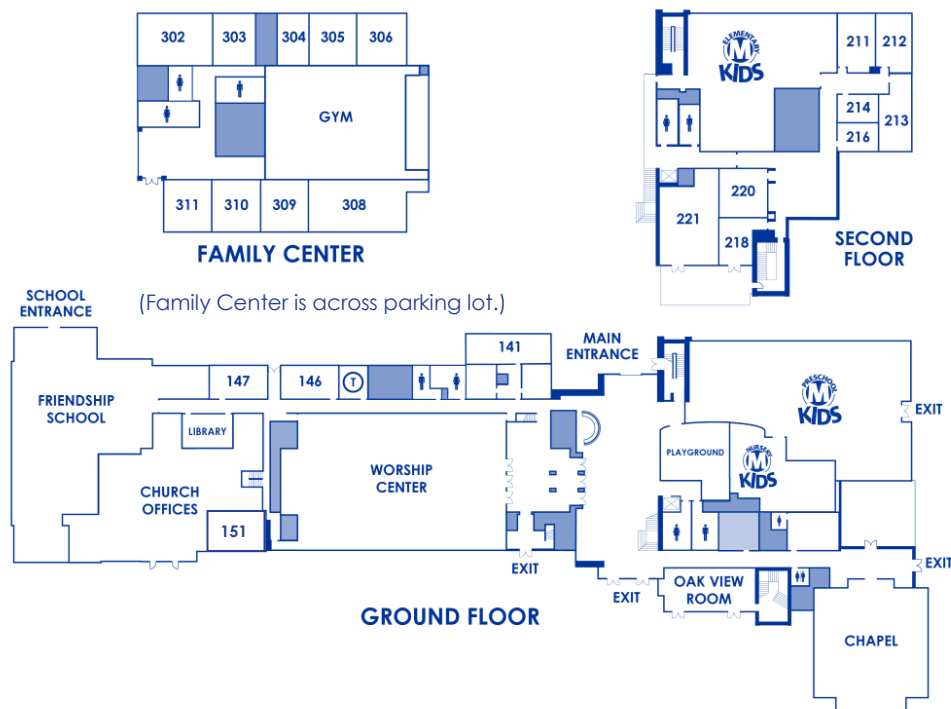 302
303
304
305
306
GYM
311
310
309
308
FAMILY CENTER
ELEMENTARY
M
KIDS
211
212
214
213
216
220
221
218
SECOND
FLOOR
SCHOOL
ENTRANCE
(Family Center is across parking lot.)
MAIN
ENTRANCE
141
147
146
T
FRIENDSHIP
SCHOOL
LIBRARY
CHURCH
OFFICES
151
WORSHIP
CENTER
EXIT
PRESCHOOL
M
KIDS
EXIT
PLAYGROUND
NURSERY
M
KIDS
EXIT
OAK VIEW
ROOM
EXIT
CHAPEL
GROUND FLOOR